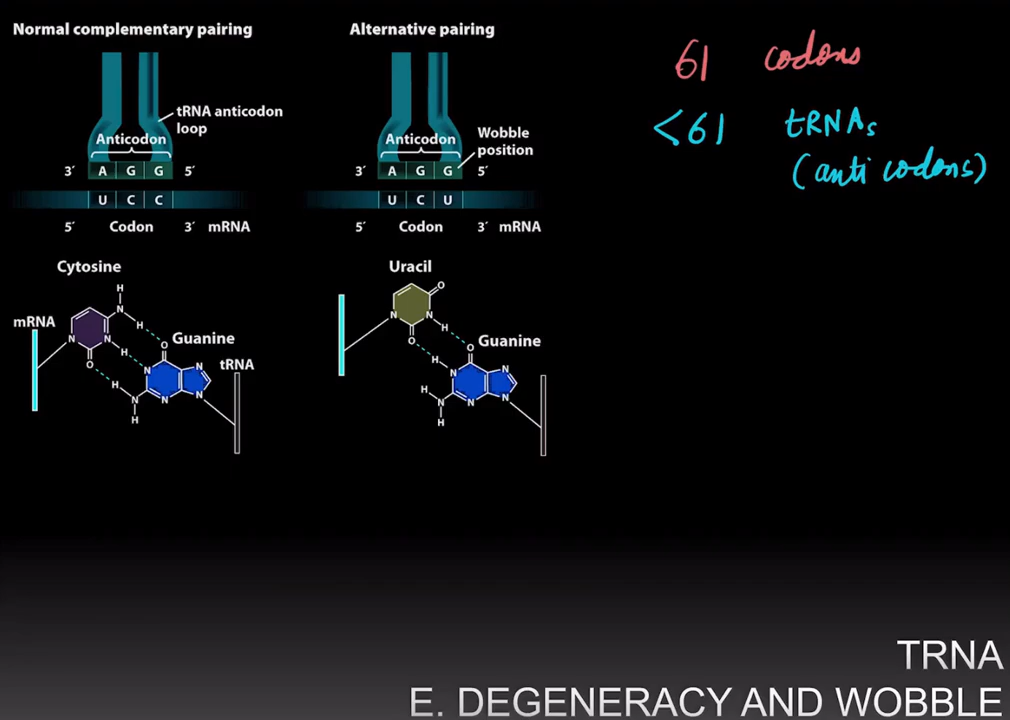 Normal complementary pairing
tRNA anticodon
loop
Anticodon
3´ A G G 5´
U C C
5´ Codon 3´ mRNA
Cytosine
H
N H
mRNA
Guanine
N N H O
O H N N
tRNA
N N N
H
Alternative pairing
Anticodon
Wobble
position
3´ A G G 5´
U C U
5´ Codon 3´ mRNA
Uracil
O
N N
H
O
Guanine
H O
N N
H
N N N
H
61 codons
<61 tRNAs
(anti codons)
TRNA
E. DEGENERACY AND WOBBLE